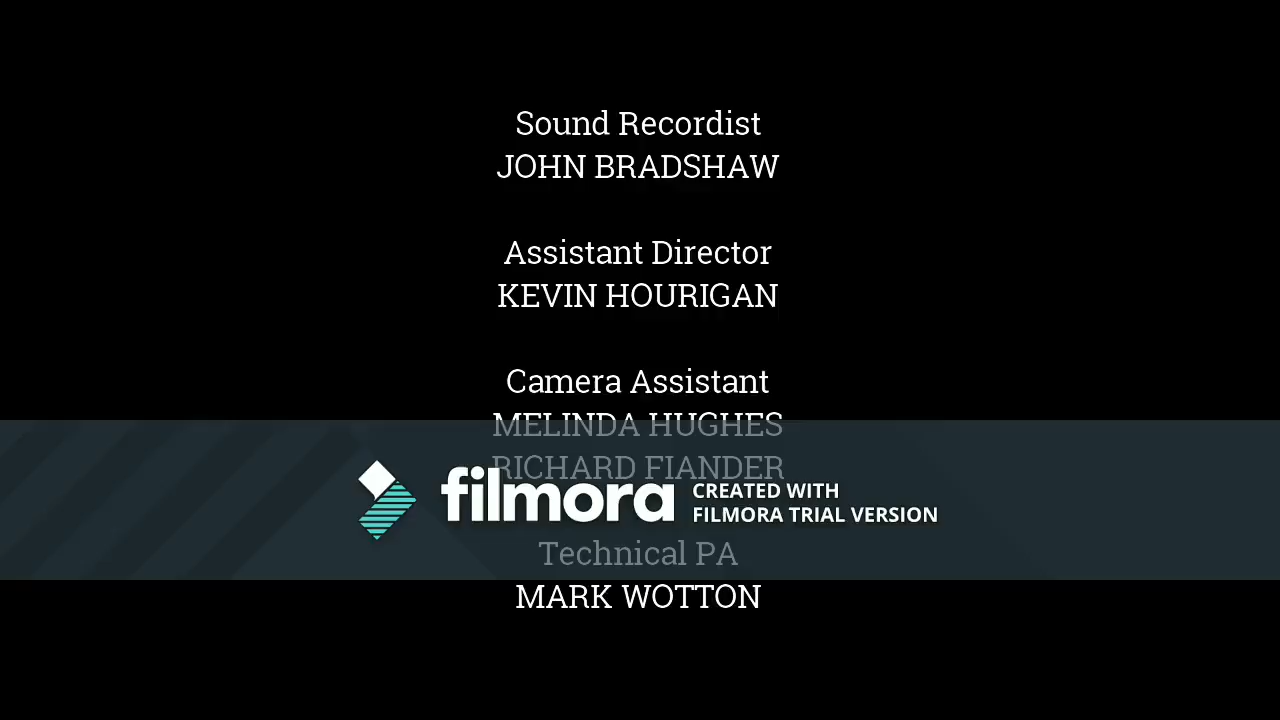 Sound Recordist
JOHN BRADSHAW
Assistant Director
KEVIN HOURIGAN
Camera Assistant
MELINDA HUGHES
RICHARD FIANDER
filmora
CREATED WITH
FILMORA TRIAL VERSION
Technical PA
MARK WOTTON